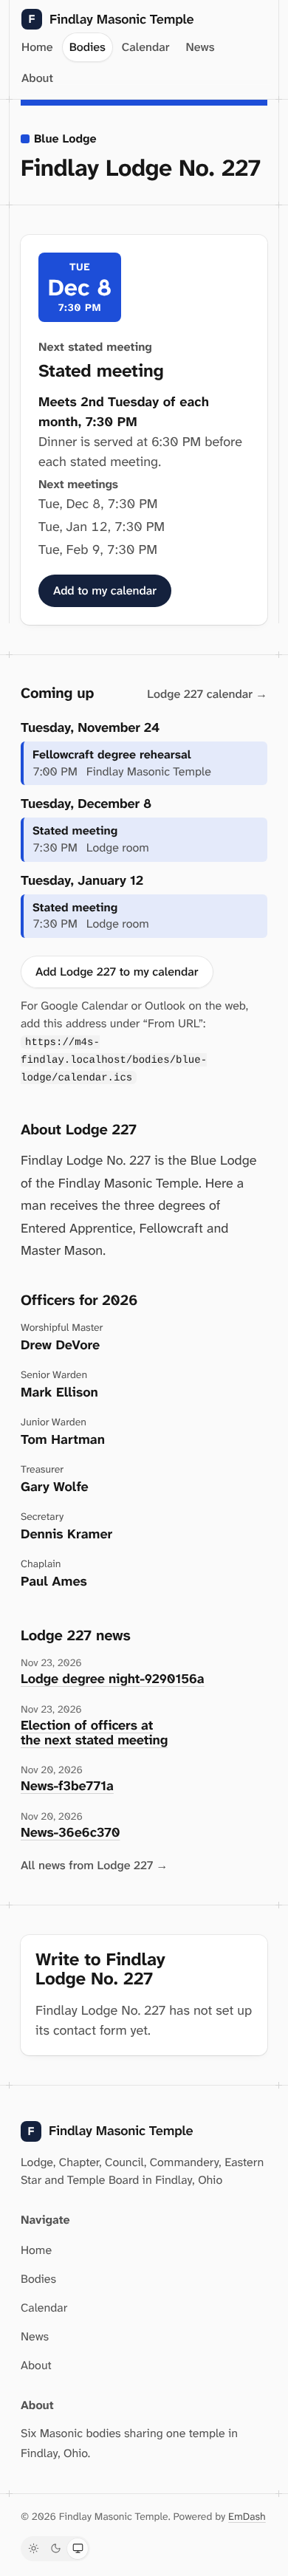 F Findlay Masonic Temple
Home Bodies Calendar News
About
Blue Lodge
Findlay Lodge No. 227
TUE
Dec 8
7:30 PM
Next stated meeting
Stated meeting
Meets 2nd Tuesday of each
month, 7:30 PM
Dinner is served at 6:30 PM before
each stated meeting.
Next meetings
Tue, Dec 8, 7:30 PM
Tue, Jan 12, 7:30 PM
Tue, Feb 9, 7:30 PM
Add to my calendar
Coming up Lodge 227 calendar →
Tuesday, November 24
Fellowcraft degree rehearsal
7:00 PM Findlay Masonic Temple
Tuesday, December 8
Stated meeting
7:30 PM Lodge room
Tuesday, January 12
Stated meeting
7:30 PM Lodge room
Add Lodge 227 to my calendar
For Google Calendar or Outlook on the web,
add this address under “From URL”:
https://m4s-
findlay.localhost/bodies/blue-
lodge/calendar.ics
About Lodge 227
Findlay Lodge No. 227 is the Blue Lodge
of the Findlay Masonic Temple. Here a
man receives the three degrees of
Entered Apprentice, Fellowcraft and
Master Mason.
Officers for 2026
Worshipful Master
Drew DeVore
Senior Warden
Mark Ellison
Junior Warden
Tom Hartman
Treasurer
Gary Wolfe
Secretary
Dennis Kramer
Chaplain
Paul Ames
Lodge 227 news
Nov 23, 2026
Lodge degree night-9290156a
Nov 23, 2026
Election of officers at
the next stated meeting
Nov 20, 2026
News-f3be771a
Nov 20, 2026
News-36e6c370
All news from Lodge 227 →
Write to Findlay
Lodge No. 227
Findlay Lodge No. 227 has not set up
its contact form yet.
F Findlay Masonic Temple
Lodge, Chapter, Council, Commandery, Eastern
Star and Temple Board in Findlay, Ohio
Navigate
Home
Bodies
Calendar
News
About
About
Six Masonic bodies sharing one temple in
Findlay, Ohio.
© 2026 Findlay Masonic Temple. Powered by EmDash